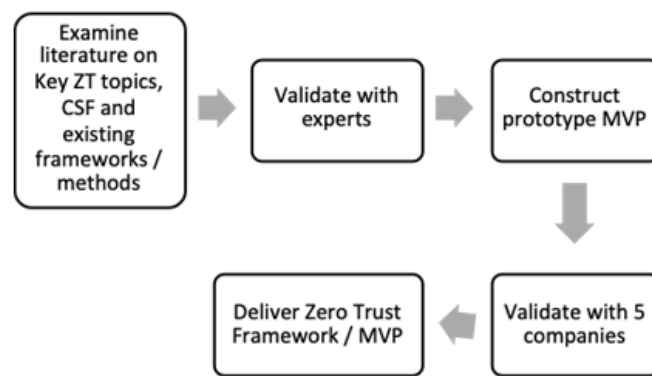 Examine
literature on
Key ZT topics,
CSF and
existing
frameworks /
methods
Validate with
experts
Construct
prototype MVP
Validate with 5
companies
Deliver Zero Trust
Framework / MVP